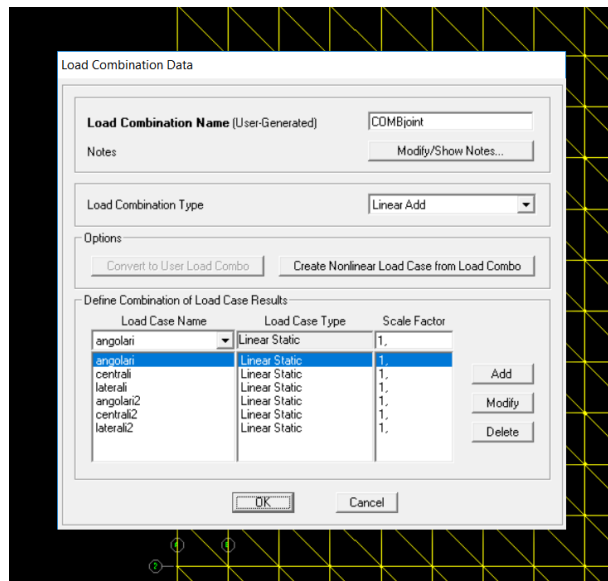 Load Combination Data
Load Combination Name (User-Generated) COMBjoint
Notes Modify/Show Notes...
Load Combination Type Linear Add
Options
Convert to User Load Combo Create Nonlinear Load Case from Load Combo
Define Combination of Load Case Results
Load Case Name Load Case Type Scale Factor
angolari Linear Static 1,
angolari Linear Static 1,
centrali Linear Static 1,
laterali Linear Static 1,
angolari2 Linear Static 1,
centrali2 Linear Static 1,
laterali2 Linear Static 1,
Add
Modify
Delete
OK Cancel
2